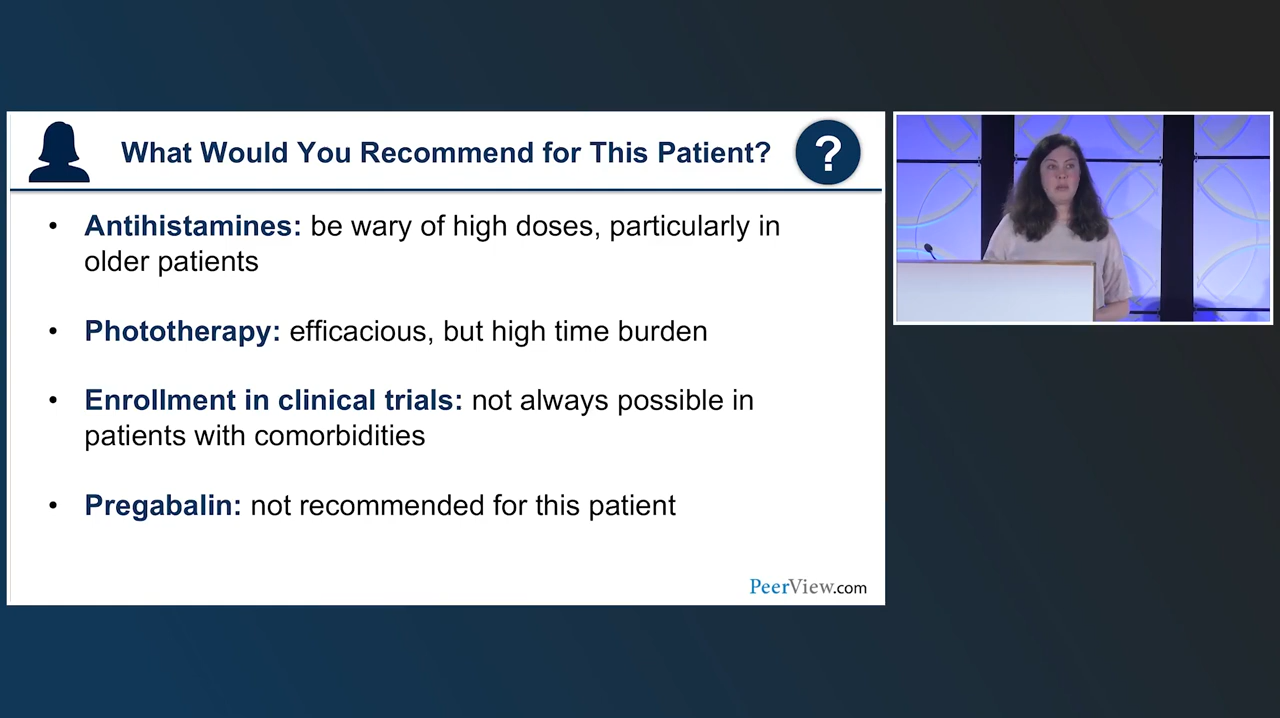 What Would You Recommend for This Patient?
?
• Antihistamines: be wary of high doses, particularly in
older patients
• Phototherapy: efficacious, but high time burden
• Enrollment in clinical trials: not always possible in
patients with comorbidities
• Pregabalin: not recommended for this patient
PeerView.com